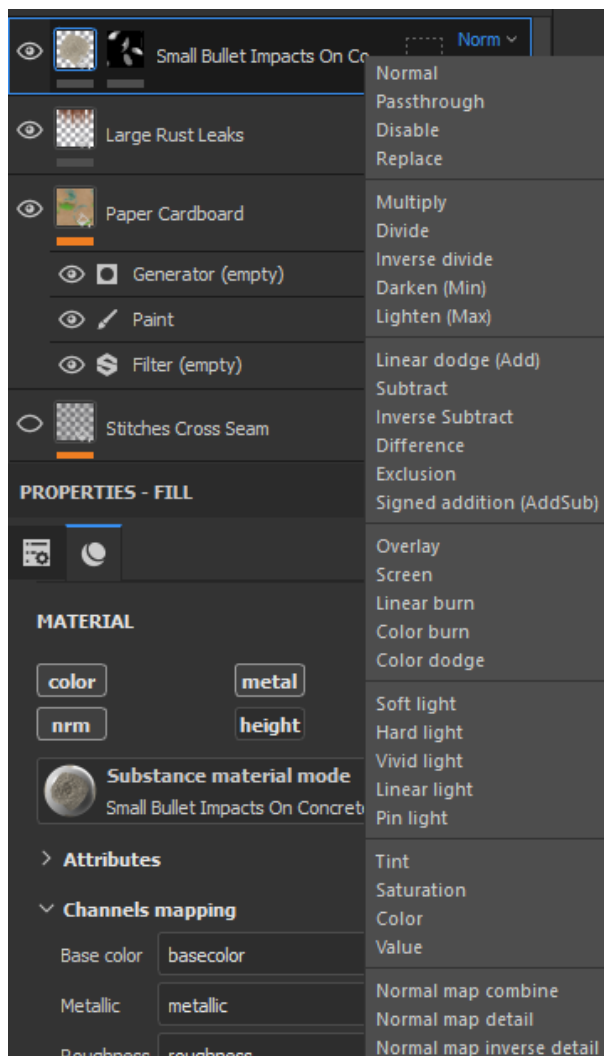 Norm
Small Bullet Impacts On Co
Large Rust Leaks
Paper Cardboard
Generator (empty)
Paint
Filter (empty)
Stitches Cross Seam
PROPERTIES - FILL
MATERIAL
color
metal
nrm
height
Substance material mode
Small Bullet Impacts On Concret
Attributes
Channels mapping
Base color
basecolor
Metallic
metallic
Roughness
roughness
Normal
Passthrough
Disable
Replace
Multiply
Divide
Inverse divide
Darken (Min)
Lighten (Max)
Linear dodge (Add)
Subtract
Inverse Subtract
Difference
Exclusion
Signed addition (AddSub)
Overlay
Screen
Linear burn
Color burn
Color dodge
Soft light
Hard light
Vivid light
Linear light
Pin light
Tint
Saturation
Color
Value
Normal map combine
Normal map detail
Normal map inverse detail